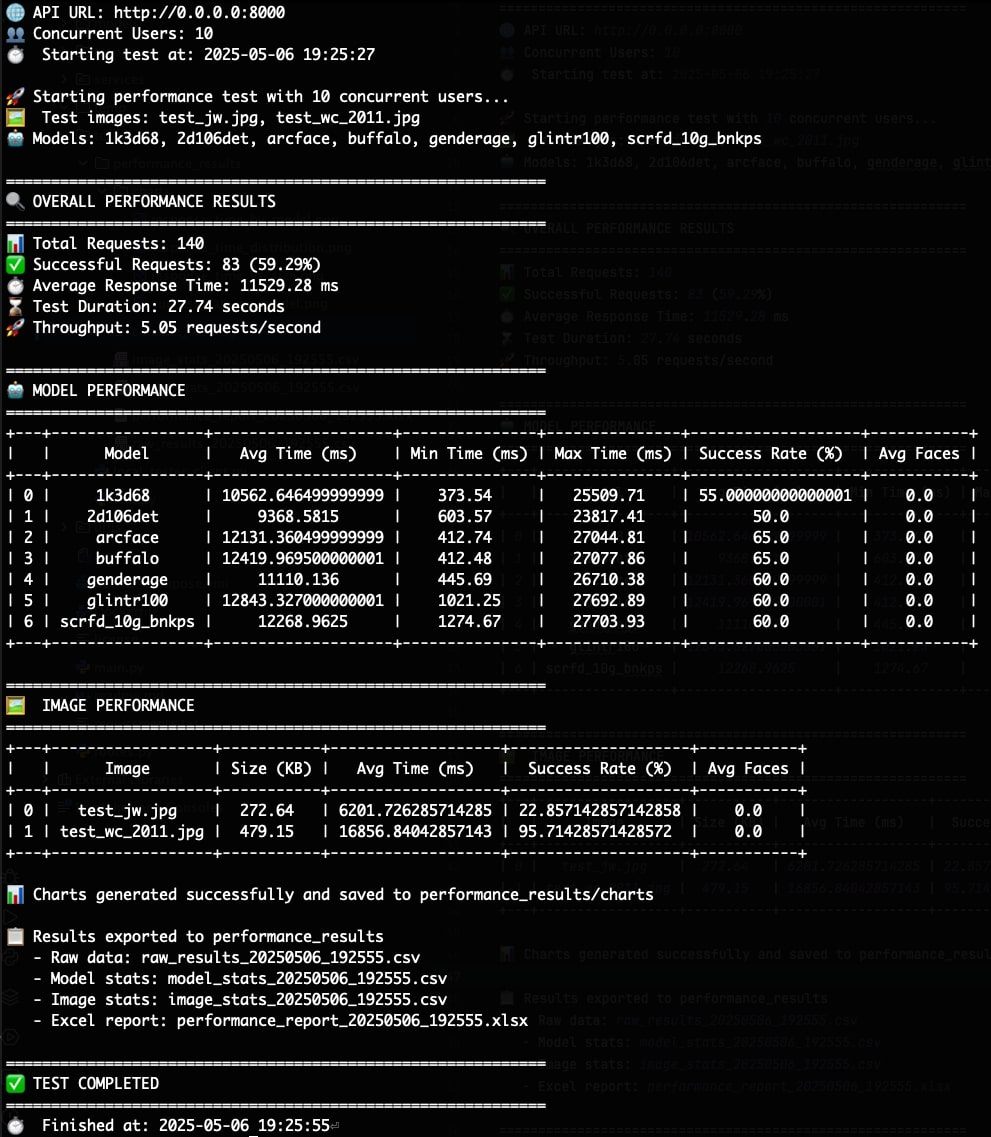 🌐 API URL: http://0.0.0.0:8000
👥 Concurrent Users: 10
⏱️ Starting test at: 2025-05-06 19:25:27
🚀 Starting performance test with 10 concurrent users...
🖼️ Test images: test_jw.jpg, test_wc_2011.jpg
🤖 Models: 1k3d68, 2d106det, arcface, buffalo, genderage, glintr100, scrfd_10g_bnkps
============================================================
🔍 OVERALL PERFORMANCE RESULTS
============================================================
📊 Total Requests: 140
✅ Successful Requests: 83 (59.29%)
⏱️ Average Response Time: 11529.28 ms
⏳ Test Duration: 27.74 seconds
🚀 Throughput: 5.05 requests/second
============================================================
🤖 MODEL PERFORMANCE
============================================================
| | Model | Avg Time (ms) | Min Time (ms) | Max Time (ms) | Success Rate (%) | Avg Faces |
| 0 | 1k3d68 | 10562.646499999999 | 373.54 | 25509.71 | 55.00000000000001 | 0.0 |
| 1 | 2d106det | 9368.5815 | 603.57 | 23817.41 | 50.0 | 0.0 |
| 2 | arcface | 12131.360499999999 | 412.74 | 27044.81 | 65.0 | 0.0 |
| 3 | buffalo | 12419.969500000001 | 412.48 | 27077.86 | 65.0 | 0.0 |
| 4 | genderage | 11110.136 | 445.69 | 26710.38 | 60.0 | 0.0 |
| 5 | glintr100 | 12843.327000000001 | 1021.25 | 27692.89 | 60.0 | 0.0 |
| 6 | scrfd_10g_bnkps | 12268.9625 | 1274.67 | 27703.93 | 60.0 | 0.0 |
============================================================
🖼️ IMAGE PERFORMANCE
============================================================
| | Image | Size (KB) | Avg Time (ms) | Success Rate (%) | Avg Faces |
| 0 | test_jw.jpg | 272.64 | 6201.726285714285 | 22.857142857142858 | 0.0 |
| 1 | test_wc_2011.jpg | 479.15 | 16856.84042857143 | 95.71428571428572 | 0.0 |
📊 Charts generated successfully and saved to performance_results/charts
📋 Results exported to performance_results
- Raw data: raw_results_20250506_192555.csv
- Model stats: model_stats_20250506_192555.csv
- Image stats: image_stats_20250506_192555.csv
- Excel report: performance_report_20250506_192555.xlsx
============================================================
✅ TEST COMPLETED
============================================================
⏱️ Finished at: 2025-05-06 19:25:55